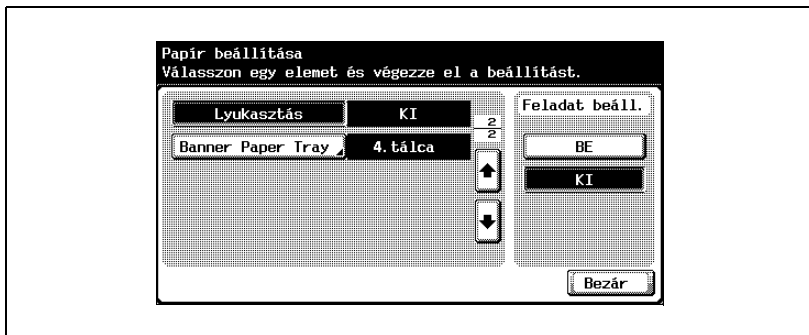 Papír beállítása
Válasszon egy elemet és végezze el a beállítást.
Lyukasztás KI
Banner Paper Tray 4.tálca
2
2
Feladat beáll.
BE
KI
Bezár